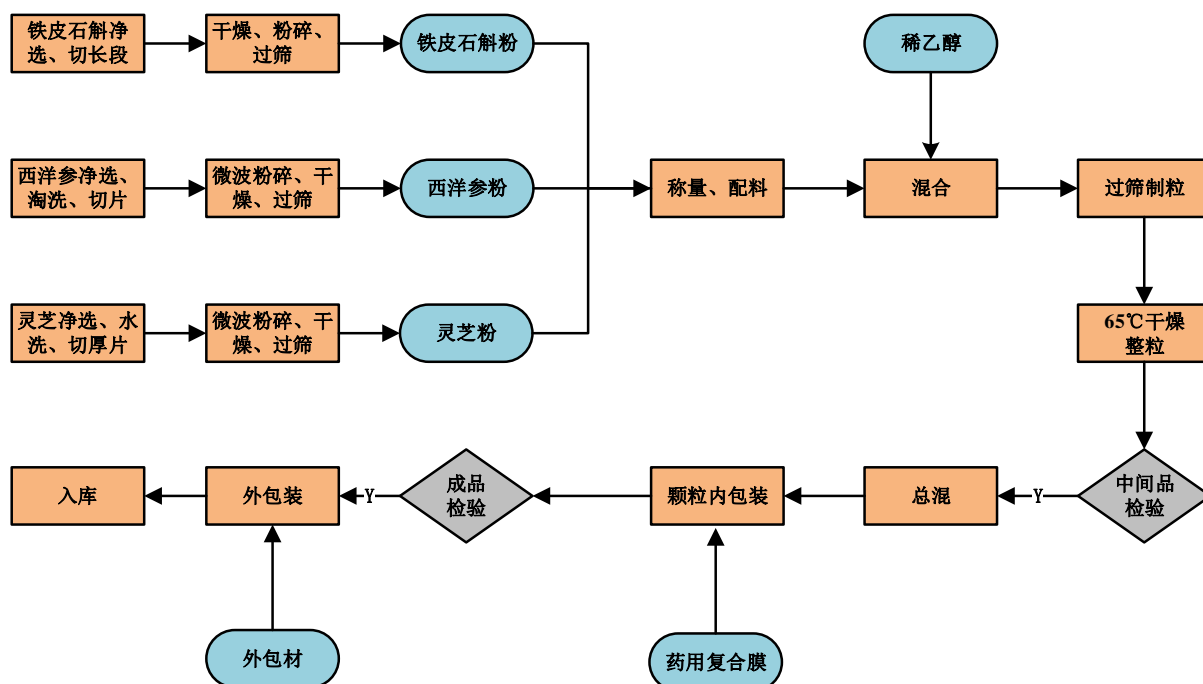 铁皮石斛净
选、切长段
干燥、粉碎、
过筛
铁皮石斛粉
稀乙醇
西洋参净选、
淘洗、切片
微波粉碎、干
燥、过筛
西洋参粉
称量、配料
混合
过筛制粒
灵芝净选、水
洗、切厚片
微波粉碎、干
燥、过筛
灵芝粉
65℃干燥
整粒
入库
外包装
Y
成品
检验
颗粒内包装
总混
Y
中间品
检验
外包材
药用复合膜